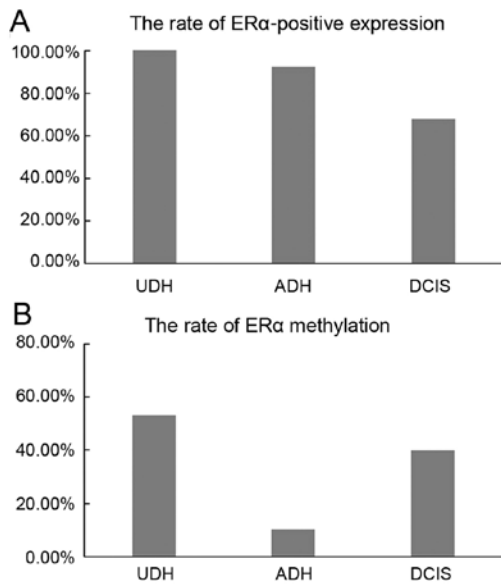 A
The rate of ERα-positive expression
100.00%
80.00%
60.00%
40.00%
20.00%
0.00%
UDH ADH DCIS
B
The rate of ERα methylation
80.00%
60.00%
40.00%
20.00%
0.00%
UDH ADH DCIS